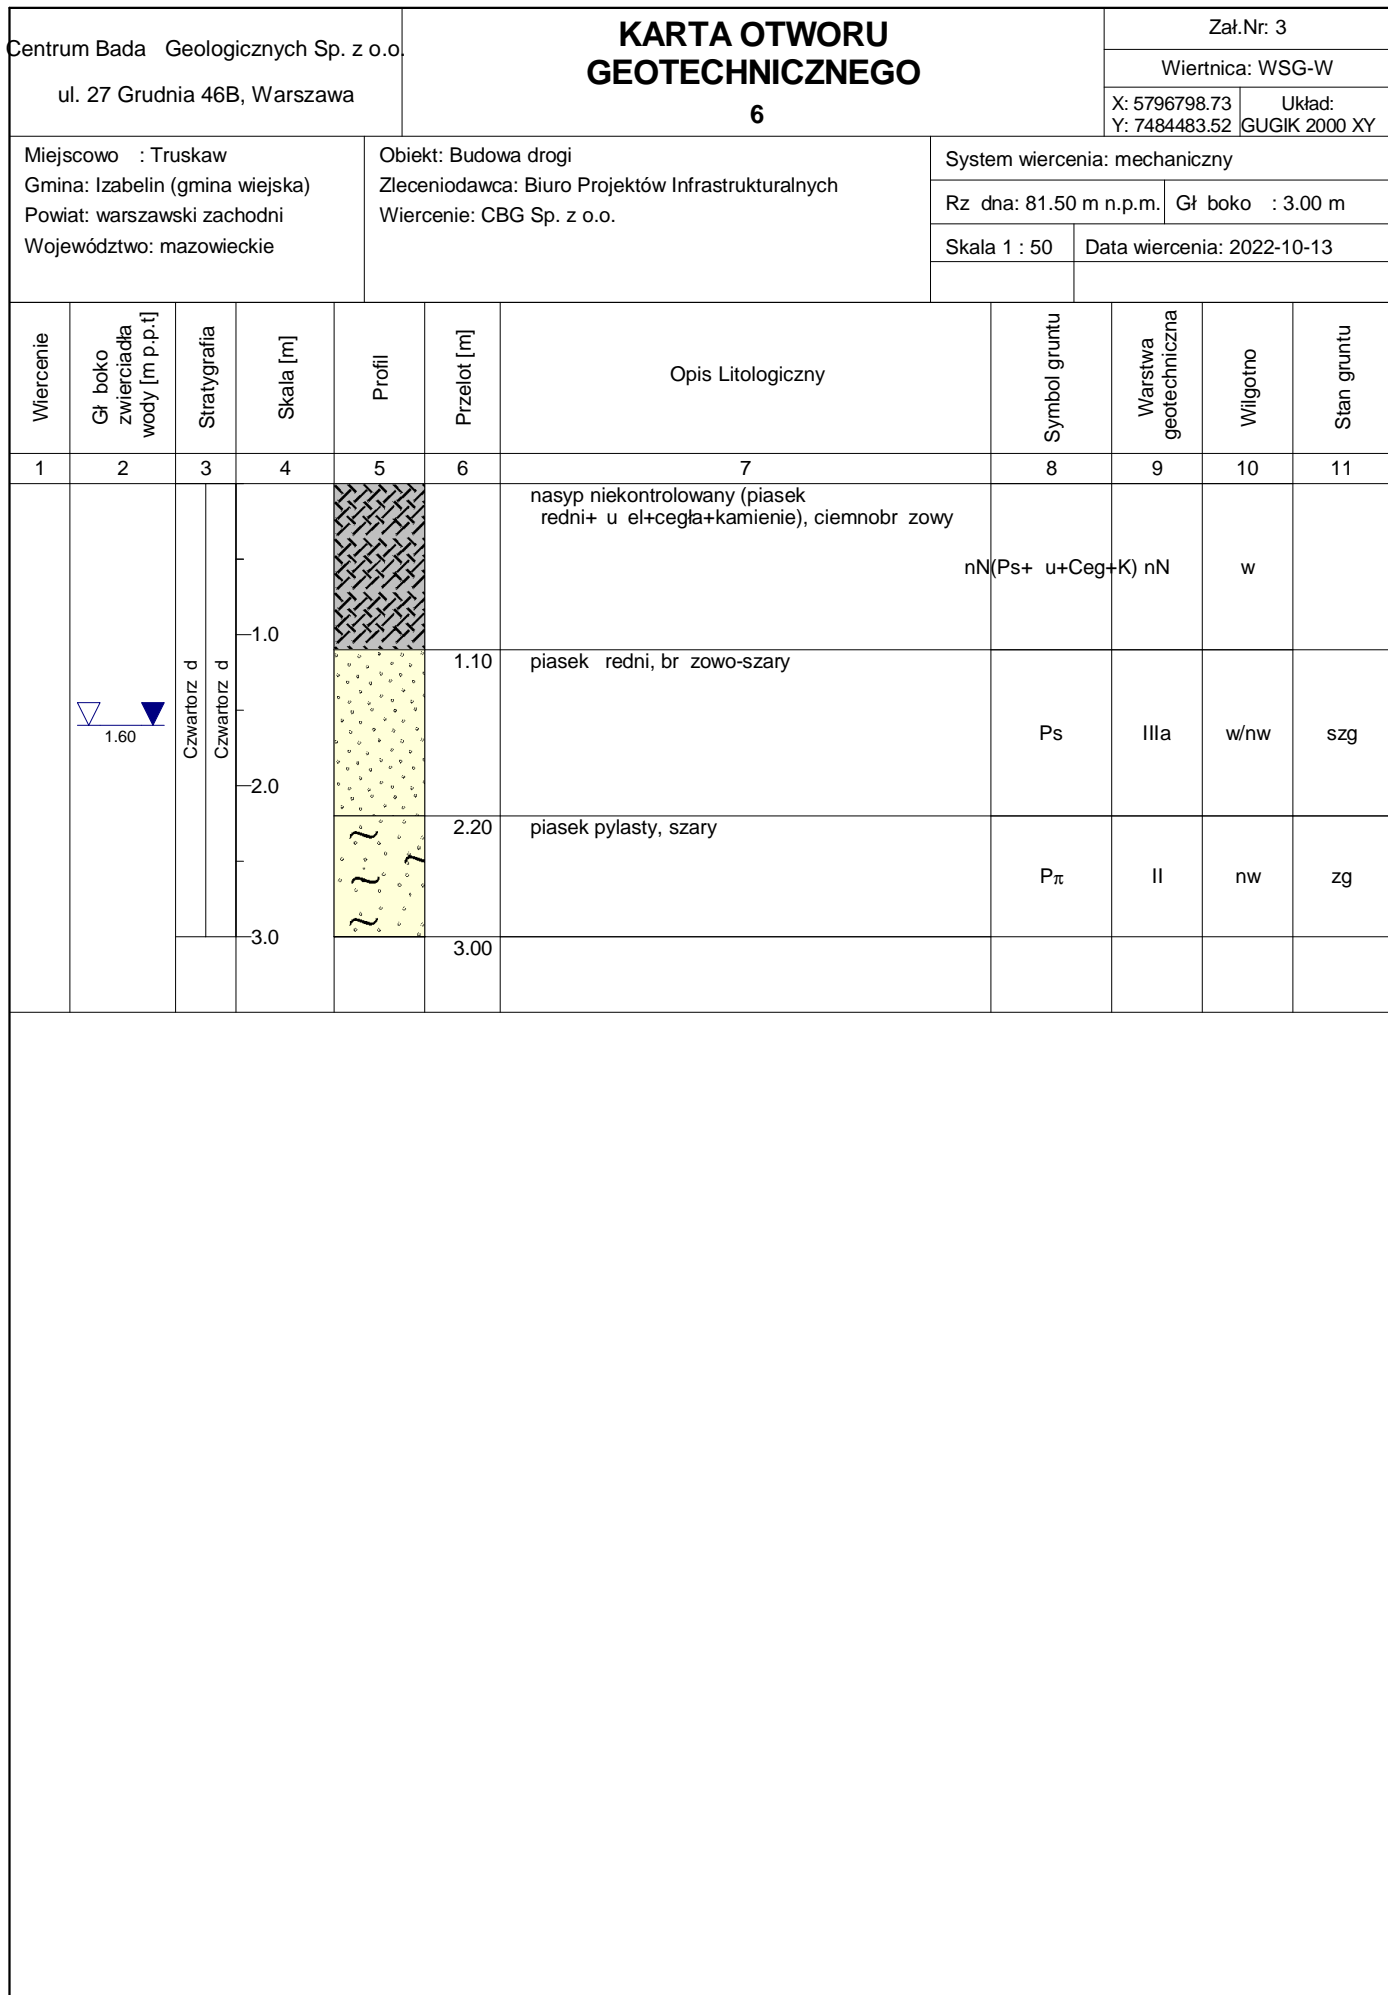 Centrum Bada Geologicznych Sp. z o.o.
ul. 27 Grudnia 46B, Warszawa
KARTA OTWORU
GEOTECHNICZNEGO
6
Zał.Nr: 3
Wiertnica: WSG-W
X: 5796798.73
Y: 7484483.52
Układ:
GUGIK 2000 XY
Miejscowo : Truskaw
Gmina: Izabelin (gmina wiejska)
Powiat: warszawski zachodni
Województwo: mazowieckie
Obiekt: Budowa drogi
Zleceniodawca: Biuro Projektów Infrastrukturalnych
Wiercenie: CBG Sp. z o.o.
System wiercenia: mechaniczny
Rz dna: 81.50 m n.p.m.
Gł boko : 3.00 m
Skala 1 : 50
Data wiercenia: 2022-10-13
Wiercenie
Gł boko
zwierciadła
wody [m p.p.t]
Stratygrafia
Skala [m]
Profil
Przelot [m]
Opis Litologiczny
Symbol gruntu
Warstwa
geotechniczna
Wilgotno
Stan gruntu
1 2 3 4 5 6 7 8 9 10 11
nasyp niekontrolowany (piasek
redni+ u el+cegła+kamienie), ciemnobr zowy
nN(Ps+ u+Ceg+K) nN w
1.0
1.10 piasek redni, br zowo-szary
Czwartorz d
Czwartorz d
1.60
Ps IIIa w/nw szg
2.0
2.20 piasek pylasty, szary
Pπ II nw zg
3.0
3.00